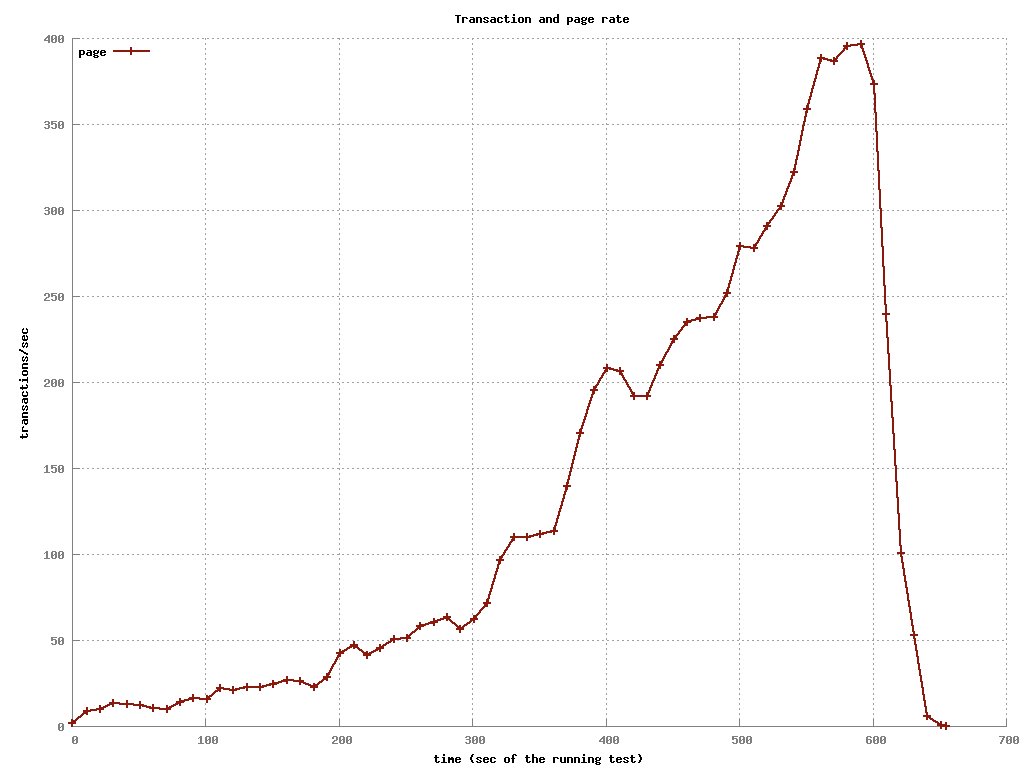 Transaction and page rate
page
400
350
300
250
200
150
100
50
0
transactions/sec
0 100 200 300 400 500 600 700
time (sec of the running test)